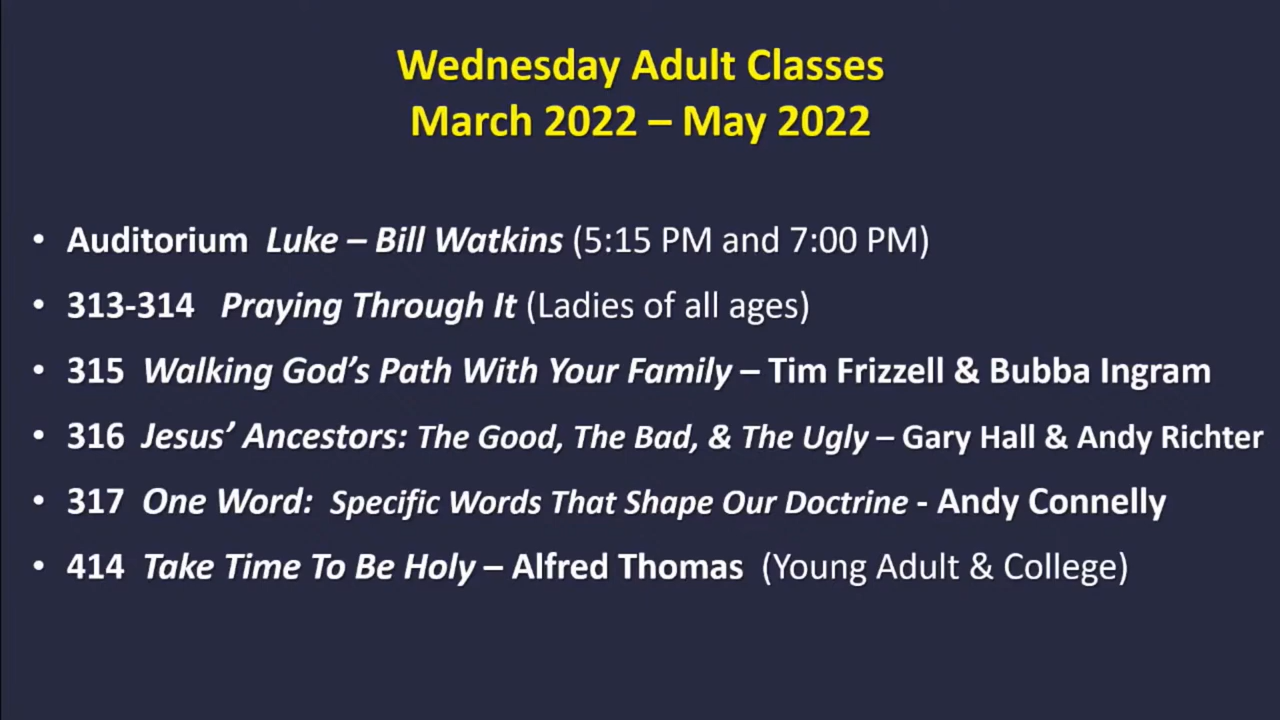 Wednesday Adult Classes
March 2022 – May 2022
• Auditorium Luke – Bill Watkins (5:15 PM and 7:00 PM)
• 313-314 Praying Through It (Ladies of all ages)
• 315 Walking God’s Path With Your Family – Tim Frizzell & Bubba Ingram
• 316 Jesus’ Ancestors: The Good, The Bad, & The Ugly – Gary Hall & Andy Richter
• 317 One Word: Specific Words That Shape Our Doctrine - Andy Connelly
• 414 Take Time To Be Holy – Alfred Thomas (Young Adult & College)